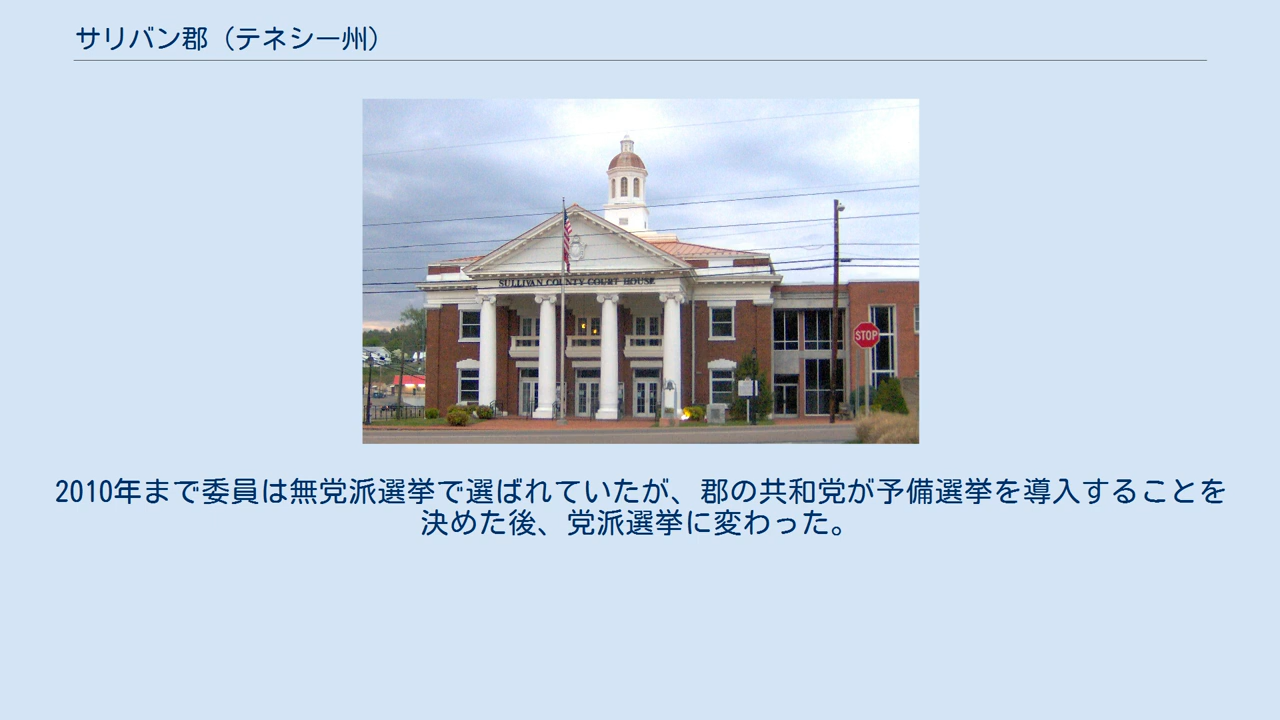 サリバン郡（テネシー州）
SULLIVAN COUNTY COURT HOUSE
STOP
2010年まで委員は無党派選挙で選ばれていたが、郡の共和党が予備選挙を導入することを
決めた後、党派選挙に変わった。